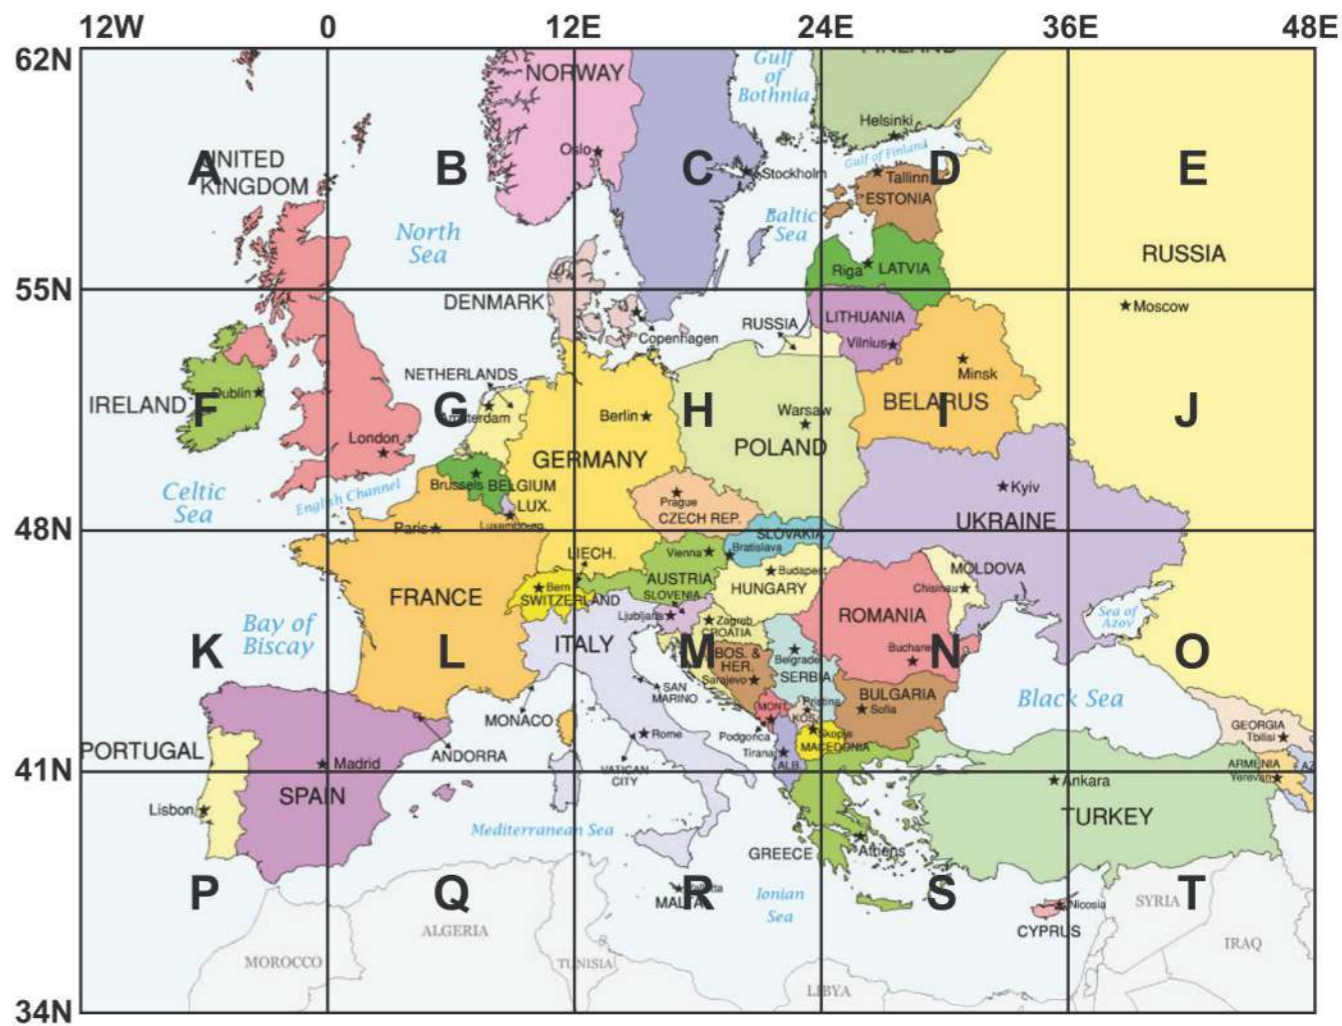 12W 0 12E 24E 36E 48E
62N
NORWAY
Gulf
of
Bothnia
FINLAND
Helsinki
Oslo
Stockholm
Gulf of Finland
Tallinn
A B C D E
UNITED
KINGDOM
ESTONIA
North
Sea
Baltic
Sea
RUSSIA
Riga LATVIA
55N
DENMARK
Copenhagen
RUSSIA
LITHUANIA
Vilnius
Moscow
Minsk
NETHERLANDS
Amsterdam
Dublin
IRELAND
F G H I J
Berlin
Warsaw
BELARUS
London
POLAND
GERMANY
Brussels BELGIUM
English Channel
Celtic
Sea
LUX.
Luxembourg
Prague
CZECH REP.
Kyiv
UKRAINE
48N
Paris
SLOVAKIA
Bratislava
Vienna
LIECH.
AUSTRIA
Budapest
HUNGARY
MOLDOVA
Chisinau
Bern
SWITZERLAND
SLOVENIA
Ljubljana
Zagreb
CROATIA
FRANCE
ROMANIA
Sea of
Azov
Bay of
Biscay
ITALY
K L M N O
BOS. &
HER.
Sarajevo
Belgrade
SERBIA
Bucharest
SAN
MARINO
BULGARIA
Sofia
Black Sea
MONACO
MONT.
Podgorica
Pristina
KOS.
Skopje
MACEDONIA
GEORGIA
Tbilisi
PORTUGAL
ANDORRA
Rome
VATICAN
CITY
Tirana
ALB.
ARMENIA
Yerevan
AZ
41N
Madrid
SPAIN
Lisbon
Mediterranean Sea
Ankara
TURKEY
GREECE
Athens
P Q R S T
MALTA
Ionian
Sea
Nicosia
CYPRUS
SYRIA
IRAQ
ALGERIA
MOROCCO
TUNISIA
LIBYA
34N